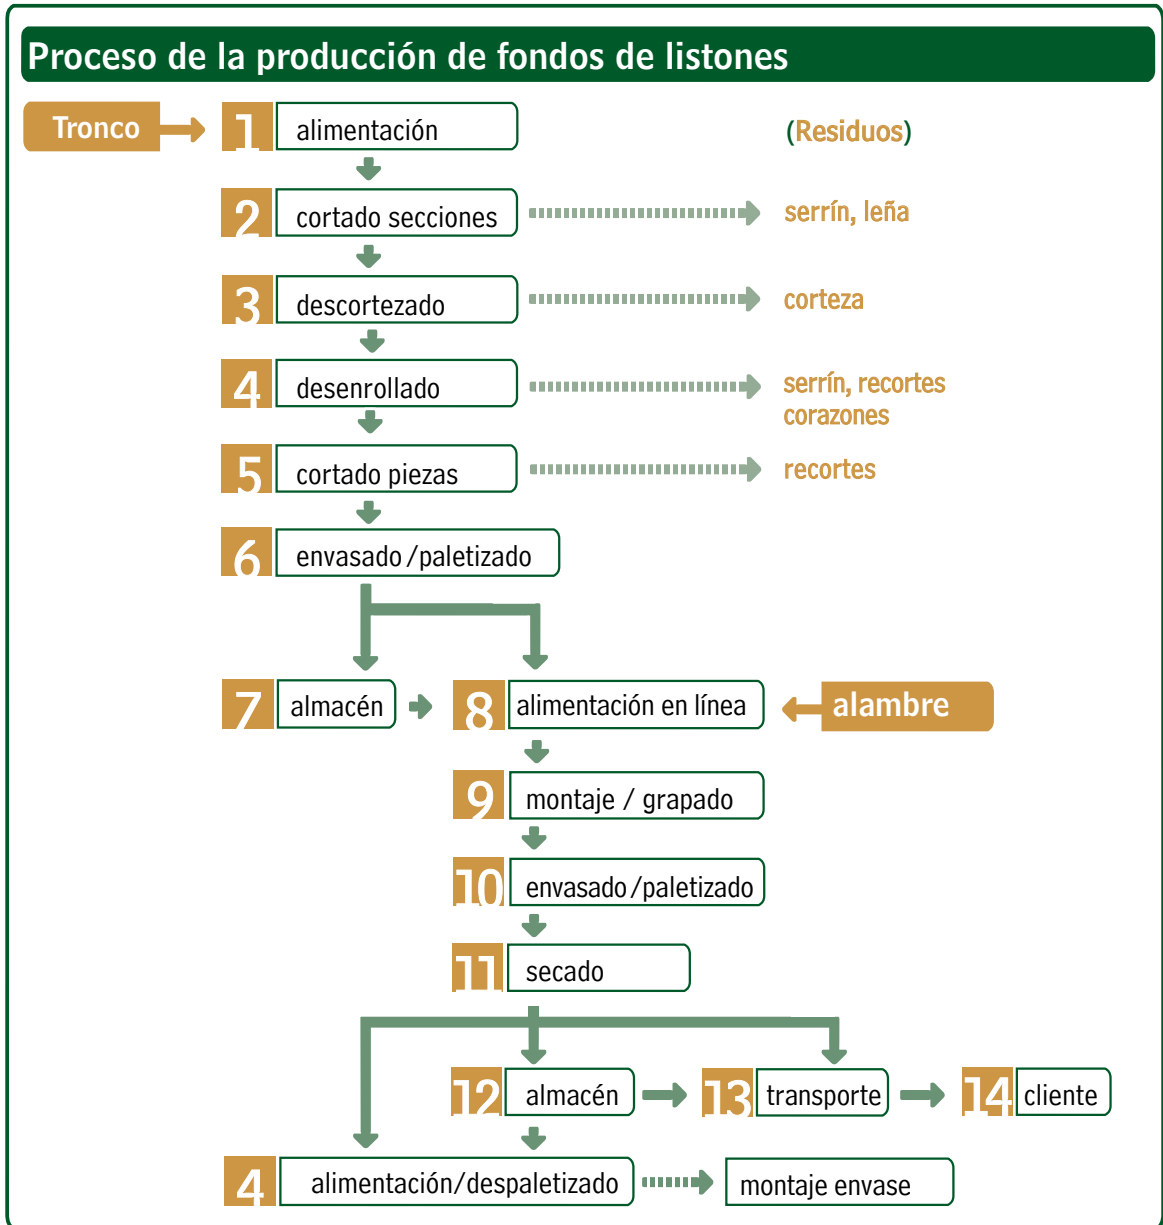 Proceso de la producción de fondos de listones
Tronco
1 alimentación
(Residuos)
2 cortado secciones
serrín, leña
3 descortezado
corteza
4 desenrollado
serrín, recortes
corazones
5 cortado piezas
recortes
6 envasado/paletizado
7 almacén
8 alimentación en línea
alambre
9 montaje / grapado
10 envasado/paletizado
11 secado
12 almacén
13 transporte
14 cliente
4 alimentación/despaletizado
montaje envase